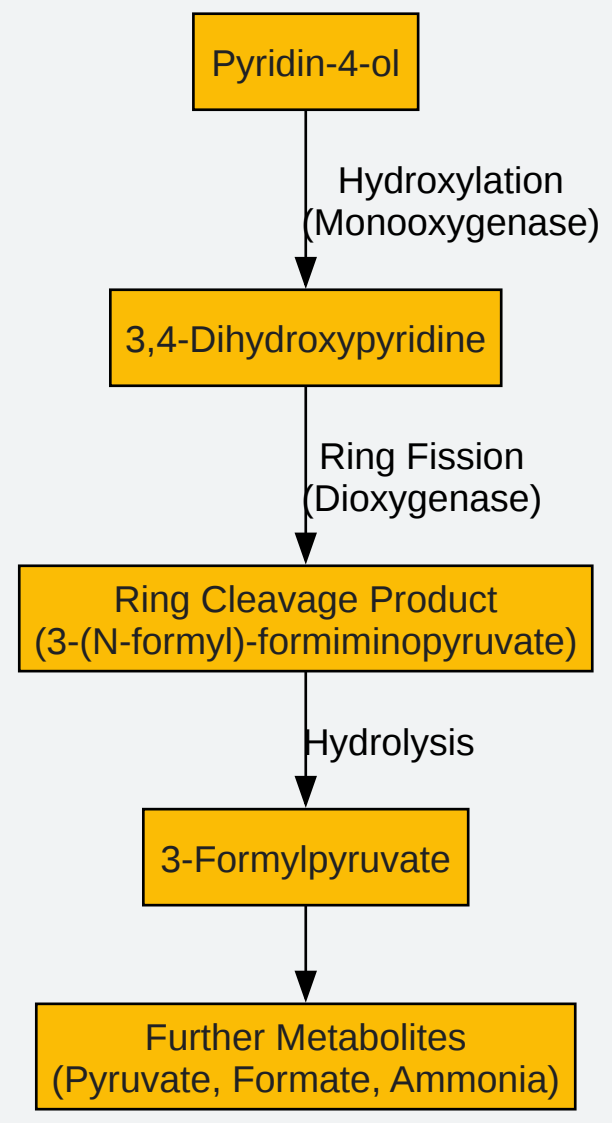 Pyridin-4-ol
Hydroxylation
(Monooxygenase)
3,4-Dihydroxypyridine
Ring Fission
(Dioxygenase)
Ring Cleavage Product
(3-(N-formyl)-formiminopyruvate)
Hydrolysis
3-Formylpyruvate
Further Metabolites
(Pyruvate, Formate, Ammonia)